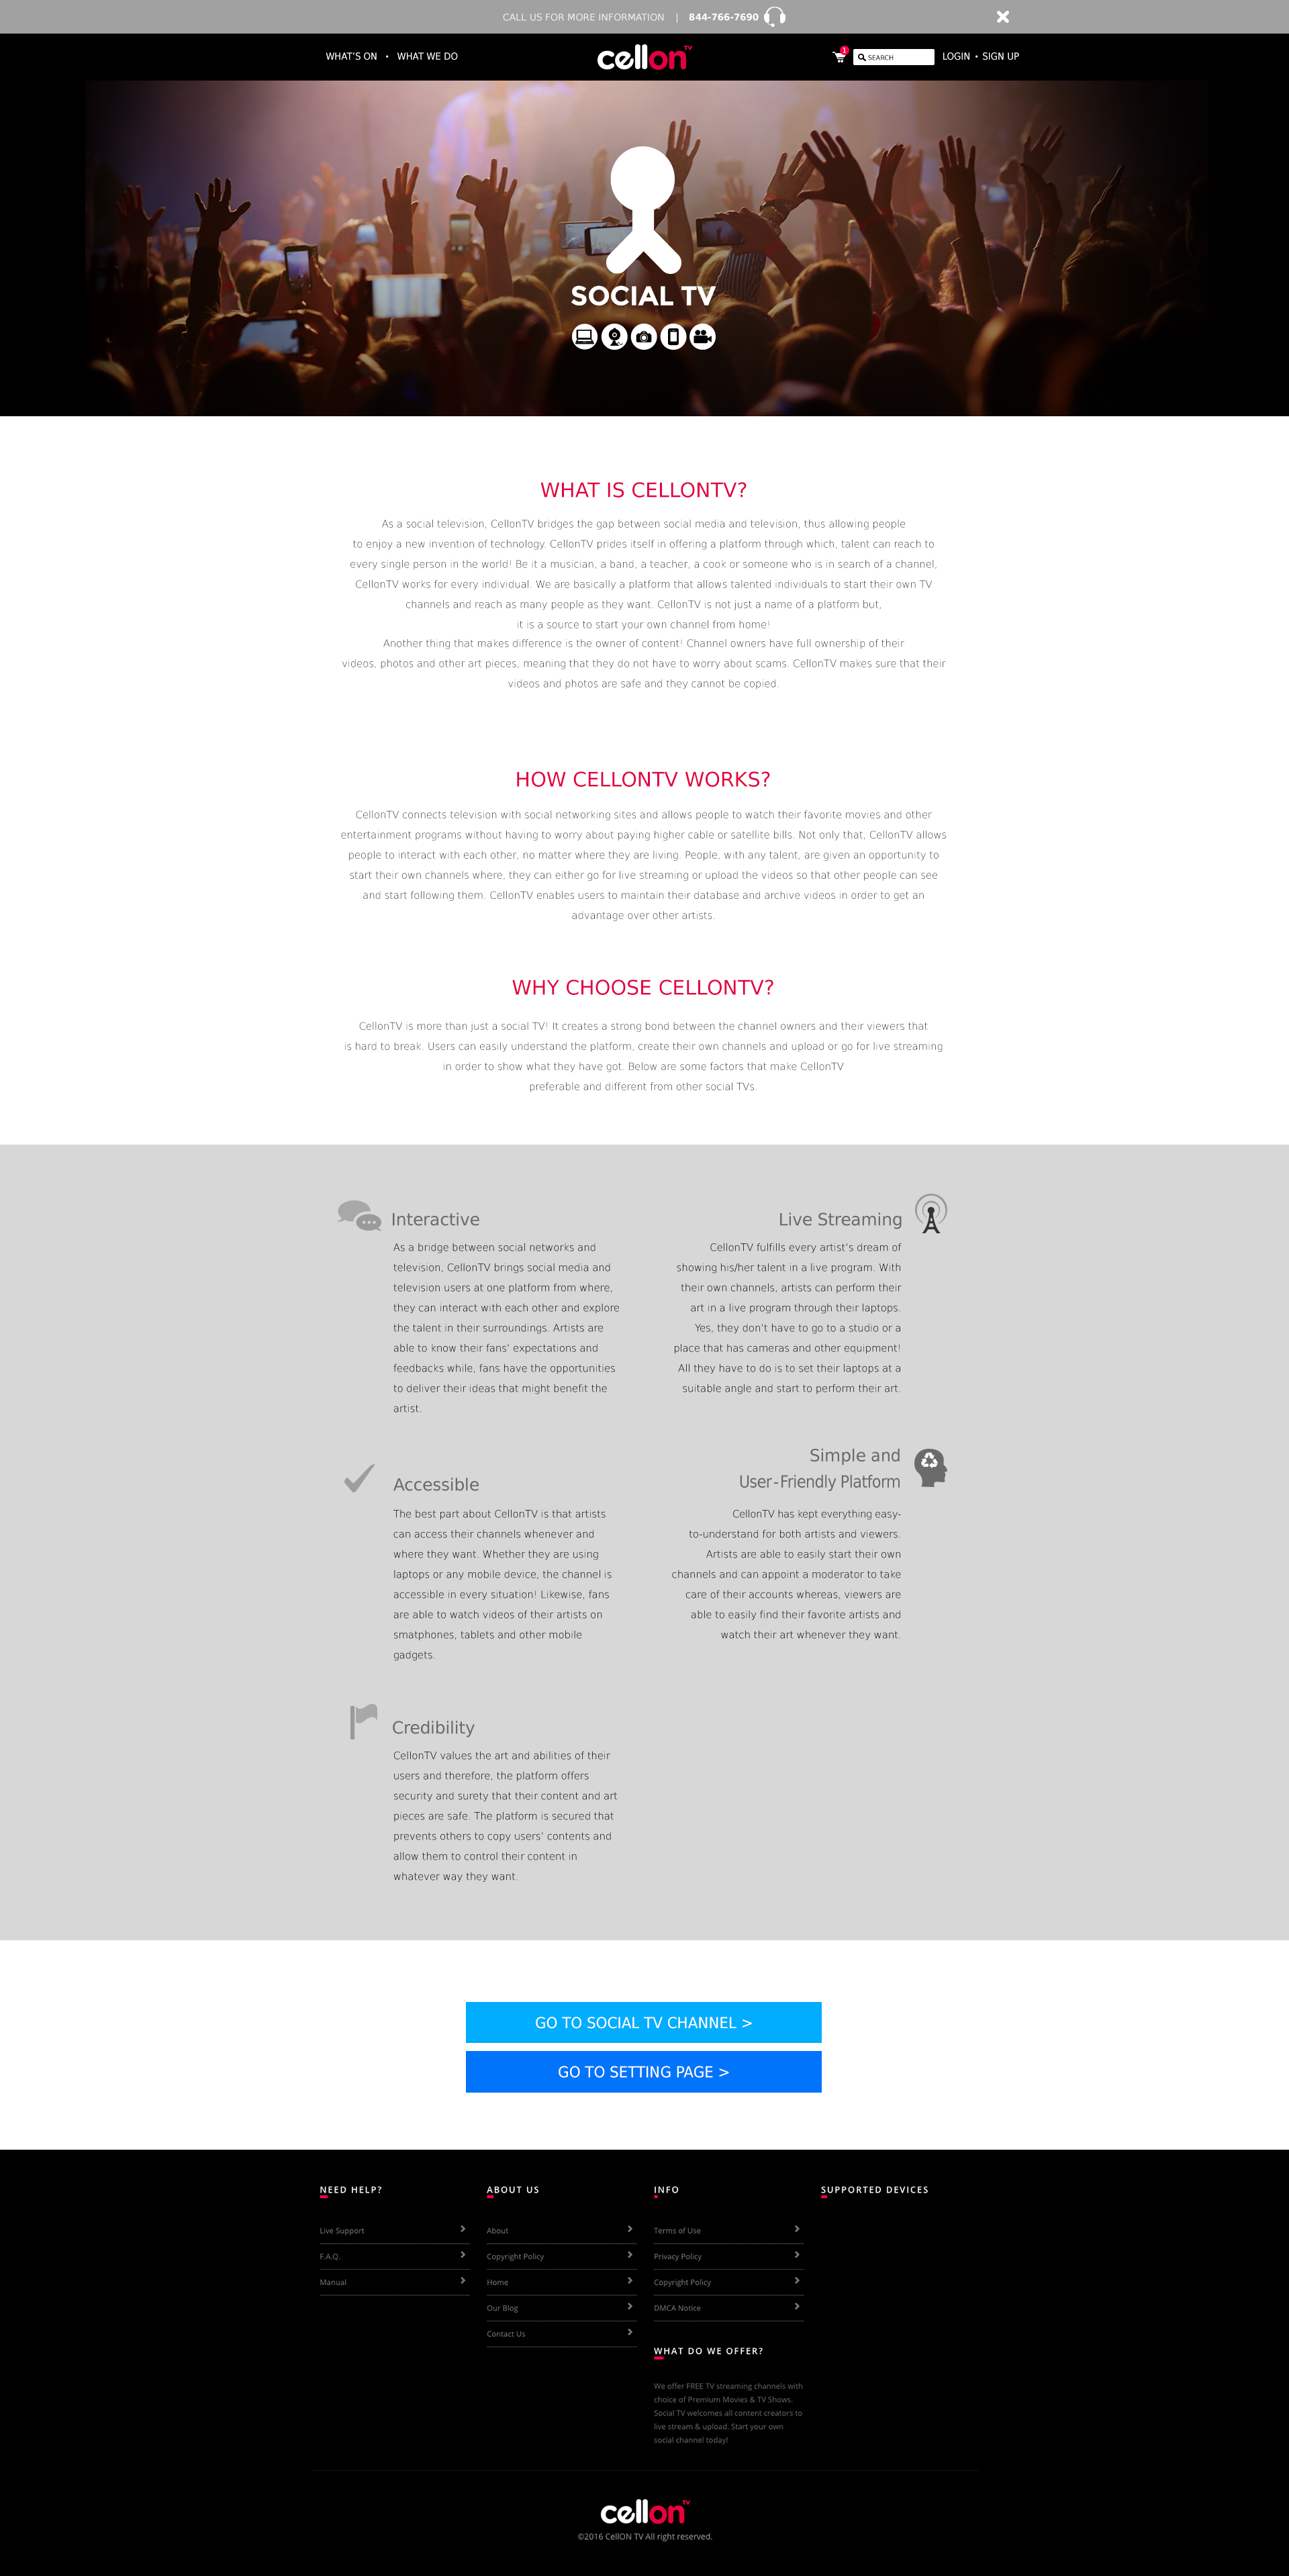 CALL US FOR MORE INFORMATION | 844-766-7690
WHAT'S ON • WHAT WE DO
cellon TV
1
SEARCH
LOGIN • SIGN UP
SOCIAL TV
WHAT IS CELLONTV?
As a social television, CellonTV bridges the gap between social media and television, thus allowing people
to enjoy a new invention of technology. CellonTV prides itself in offering a platform through which, talent can reach to
every single person in the world! Be it a musician, a band, a teacher, a cook or someone who is in search of a channel,
CellonTV works for every individual. We are basically a platform that allows talented individuals to start their own TV
channels and reach as many people as they want. CellonTV is not just a name of a platform but,
it is a source to start your own channel from home!
Another thing that makes difference is the owner of content! Channel owners have full ownership of their
videos, photos and other art pieces, meaning that they do not have to worry about scams. CellonTV makes sure that their
videos and photos are safe and they cannot be copied.
HOW CELLONTV WORKS?
CellonTV connects television with social networking sites and allows people to watch their favorite movies and other
entertainment programs without having to worry about paying higher cable or satellite bills. Not only that, CellonTV allows
people to interact with each other, no matter where they are living. People, with any talent, are given an opportunity to
start their own channels where, they can either go for live streaming or upload the videos so that other people can see
and start following them. CellonTV enables users to maintain their database and archive videos in order to get an
advantage over other artists.
WHY CHOOSE CELLONTV?
CellonTV is more than just a social TV! It creates a strong bond between the channel owners and their viewers that
is hard to break. Users can easily understand the platform, create their own channels and upload or go for live streaming
in order to show what they have got. Below are some factors that make CellonTV
preferable and different from other social TVs.
Interactive
As a bridge between social networks and
television, CellonTV brings social media and
television users at one platform from where,
they can interact with each other and explore
the talent in their surroundings. Artists are
able to know their fans' expectations and
feedbacks while, fans have the opportunities
to deliver their ideas that might benefit the
artist.
Live Streaming
CellonTV fulfills every artist's dream of
showing his/her talent in a live program. With
their own channels, artists can perform their
art in a live program through their laptops.
Yes, they don't have to go to a studio or a
place that has cameras and other equipment!
All they have to do is to set their laptops at a
suitable angle and start to perform their art.
Accessible
The best part about CellonTV is that artists
can access their channels whenever and
where they want. Whether they are using
laptops or any mobile device, the channel is
accessible in every situation! Likewise, fans
are able to watch videos of their artists on
smatphones, tablets and other mobile
gadgets.
Simple and
User-Friendly Platform
CellonTV has kept everything easy-
to-understand for both artists and viewers.
Artists are able to easily start their own
channels and can appoint a moderator to take
care of their accounts whereas, viewers are
able to easily find their favorite artists and
watch their art whenever they want.
Credibility
CellonTV values the art and abilities of their
users and therefore, the platform offers
security and surety that their content and art
pieces are safe. The platform is secured that
prevents others to copy users' contents and
allow them to control their content in
whatever way they want.
GO TO SOCIAL TV CHANNEL >
GO TO SETTING PAGE >
NEED HELP?
Live Support
F.A.Q.
Manual
ABOUT US
About
Copyright Policy
Home
Our Blog
Contact Us
INFO
Terms of Use
Privacy Policy
Copyright Policy
DMCA Notice
WHAT DO WE OFFER?
We offer FREE TV streaming channels with
choice of Premium Movies & TV Shows.
Social TV welcomes all content creators to
live stream & upload. Start your own
social channel today!
SUPPORTED DEVICES
cellon TV
©2016 CellON TV All right reserved.